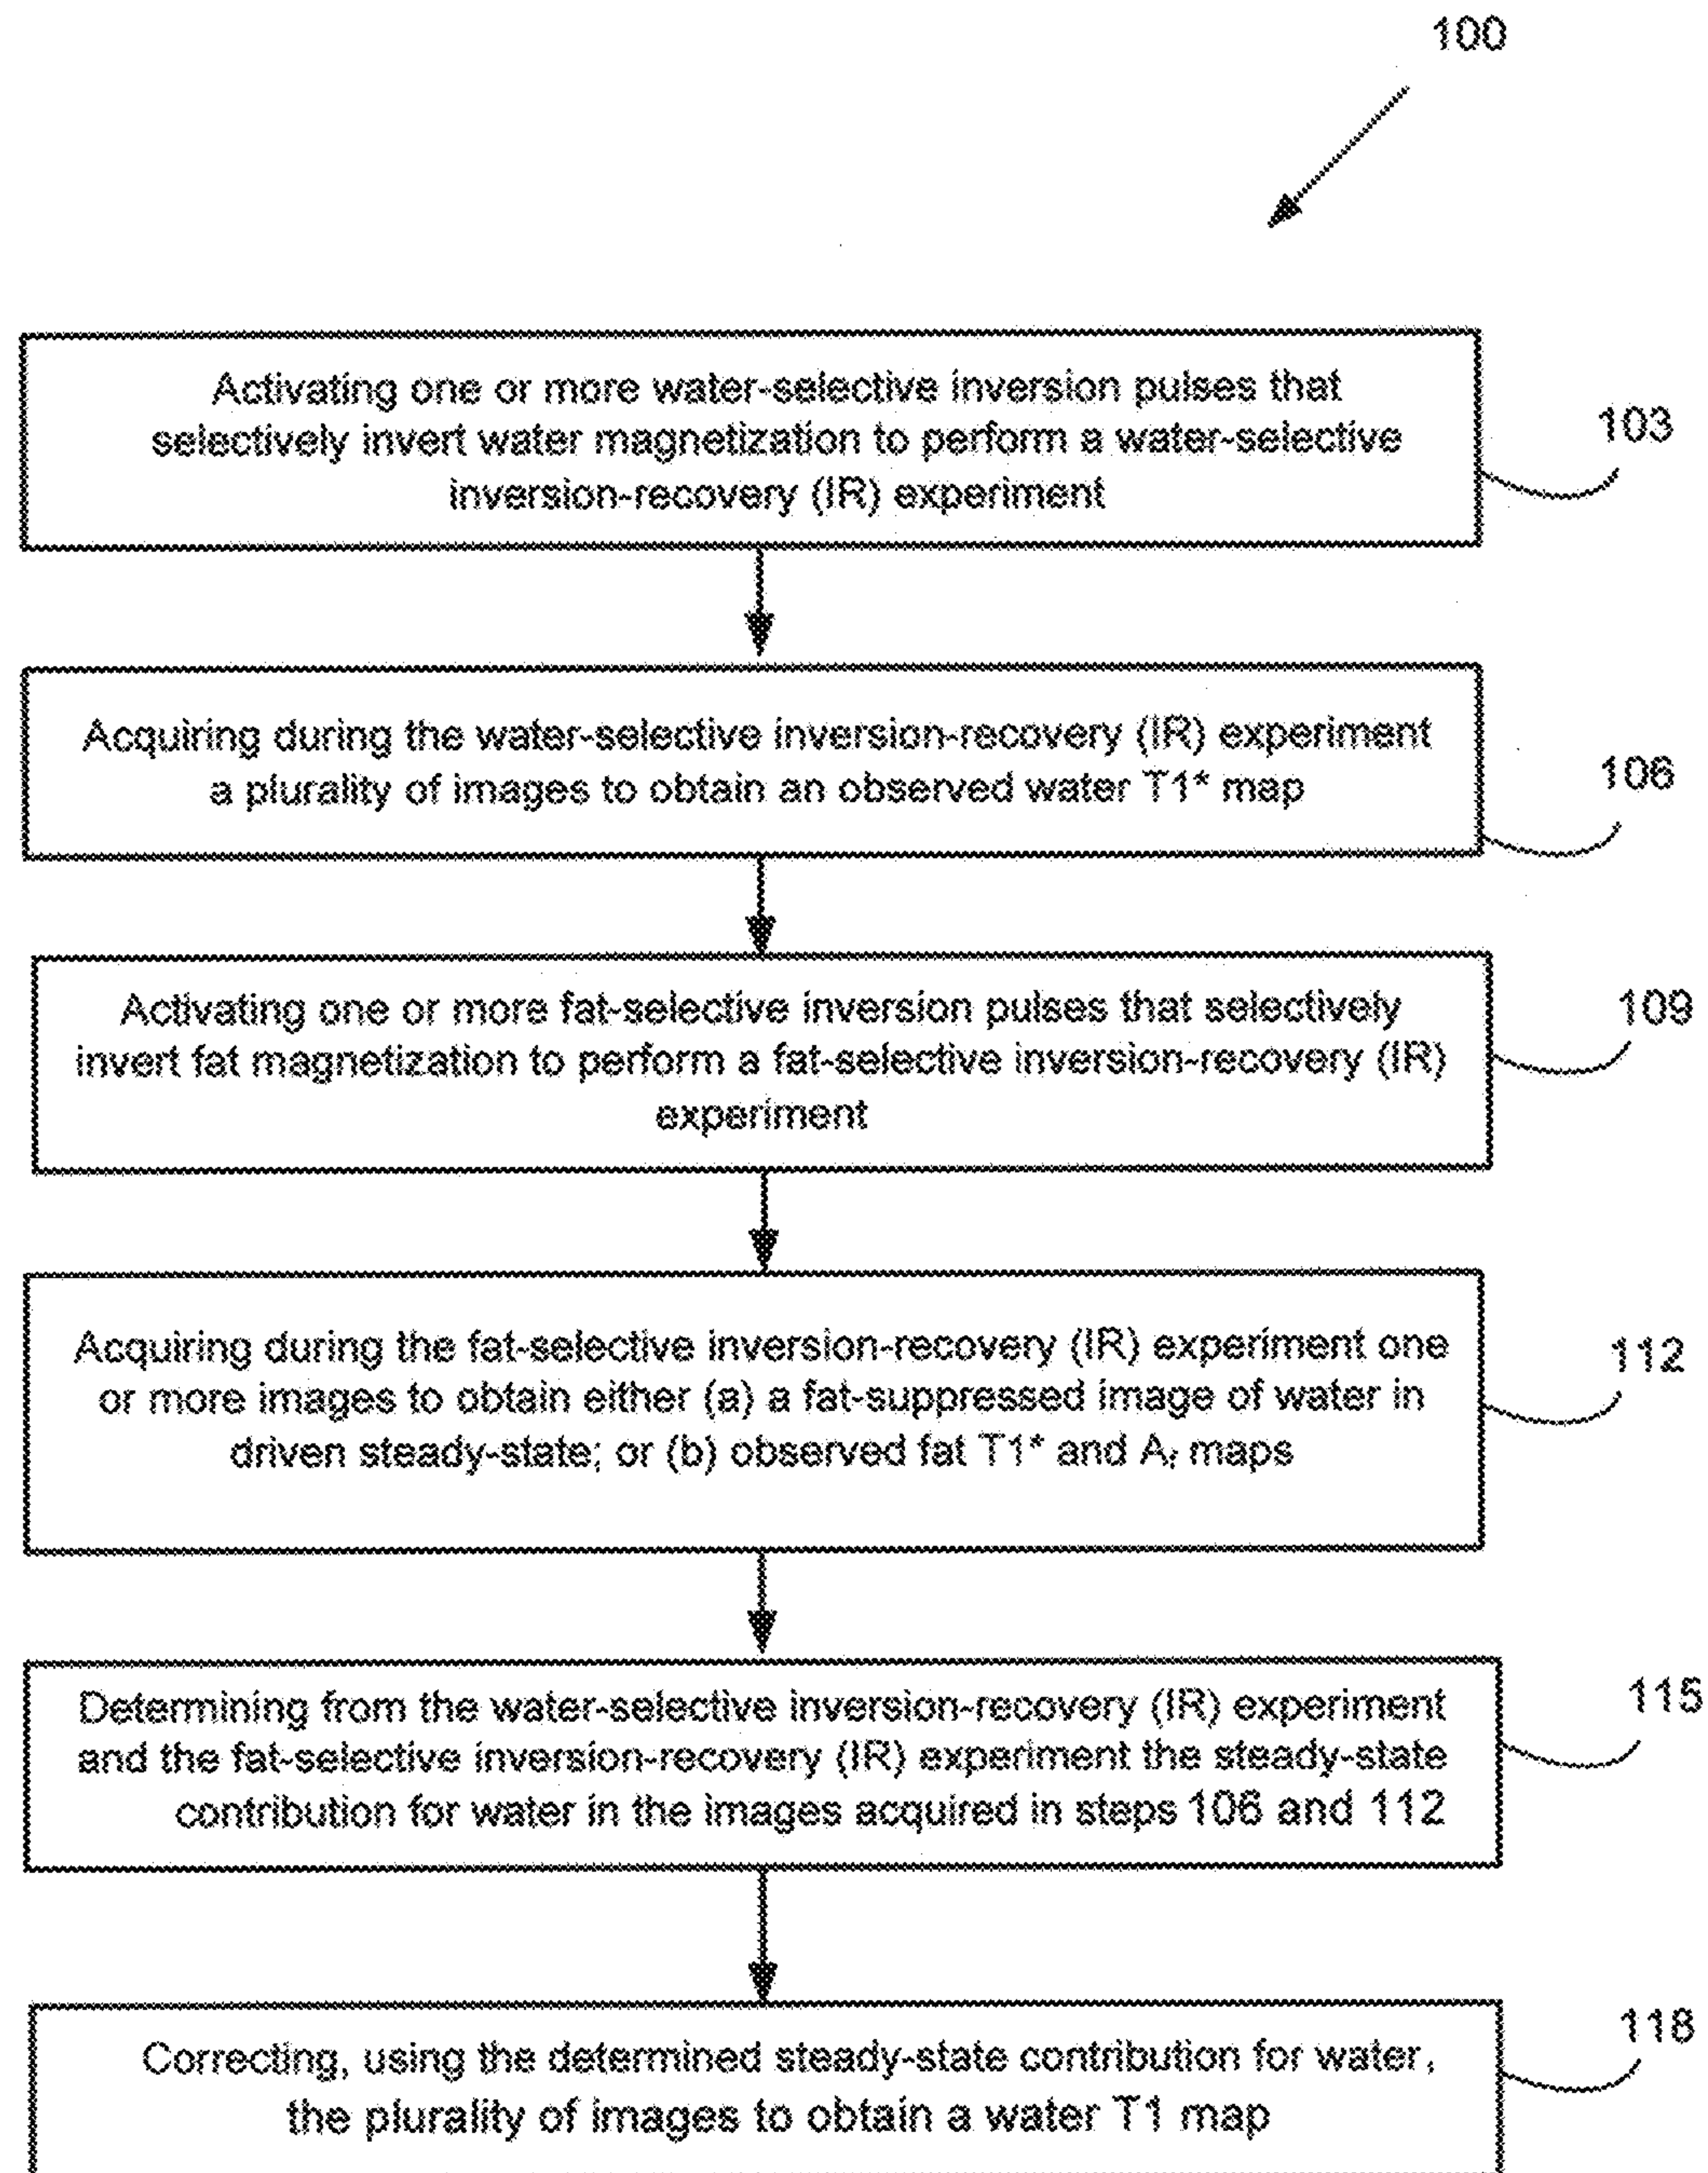 100
Activating one or more water-selective inversion pulses that
selectively invert water magnetization to perform a water-selective
inversion-recovery (IR) experiment
103
Acquiring during the water-selective inversion-recovery (IR) experiment
a plurality of images to obtain an observed water T1* map
106
Activating one or more fat-selective inversion pulses that selectively
invert fat magnetization to perform a fat-selective inversion-recovery (IR)
experiment
109
Acquiring during the fat-selective inversion-recovery (IR) experiment one
or more images to obtain either (a) a fat-suppressed image of water in
driven steady-state; or (b) observed fat T1* and Af maps
112
Determining from the water-selective inversion-recovery (IR) experiment
and the fat-selective inversion-recovery (IR) experiment the steady-state
contribution for water in the images acquired in steps 106 and 112
115
Correcting, using the determined steady-state contribution for water,
the plurality of images to obtain a water T1 map
118